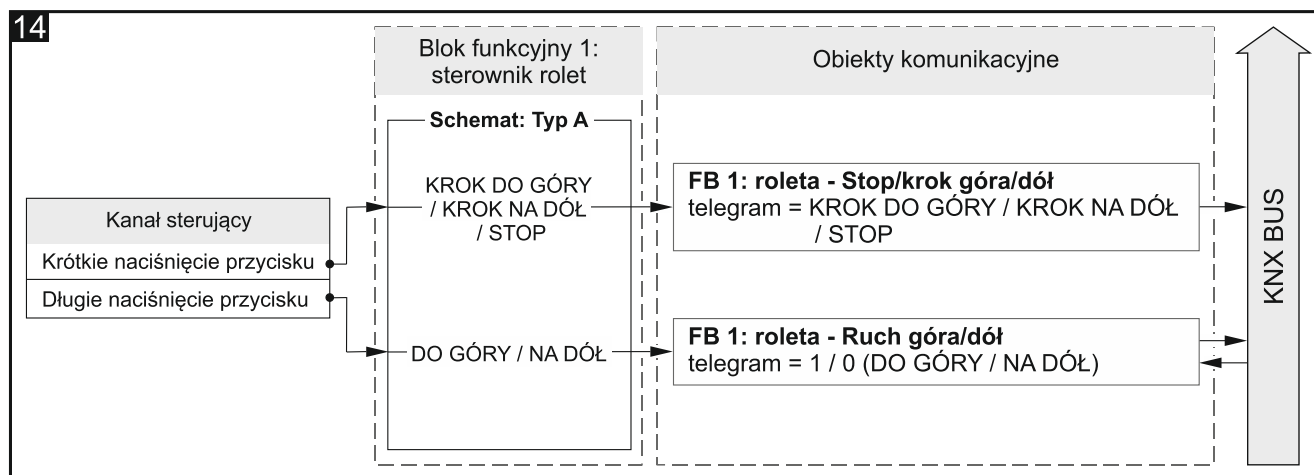 14
Blok funkcyjny 1:
sterownik rolet
Obiekty komunikacyjne
Schemat: Typ A
KROK DO GÓRY
/ KROK NA DÓŁ
/ STOP
FB 1: roleta - Stop/krok góra/dół
telegram = KROK DO GÓRY / KROK NA DÓŁ
/ STOP
Kanał sterujący
Krótkie naciśnięcie przycisku
Długie naciśnięcie przycisku
DO GÓRY / NA DÓŁ
FB 1: roleta - Ruch góra/dół
telegram = 1 / 0 (DO GÓRY / NA DÓŁ)
KNX BUS